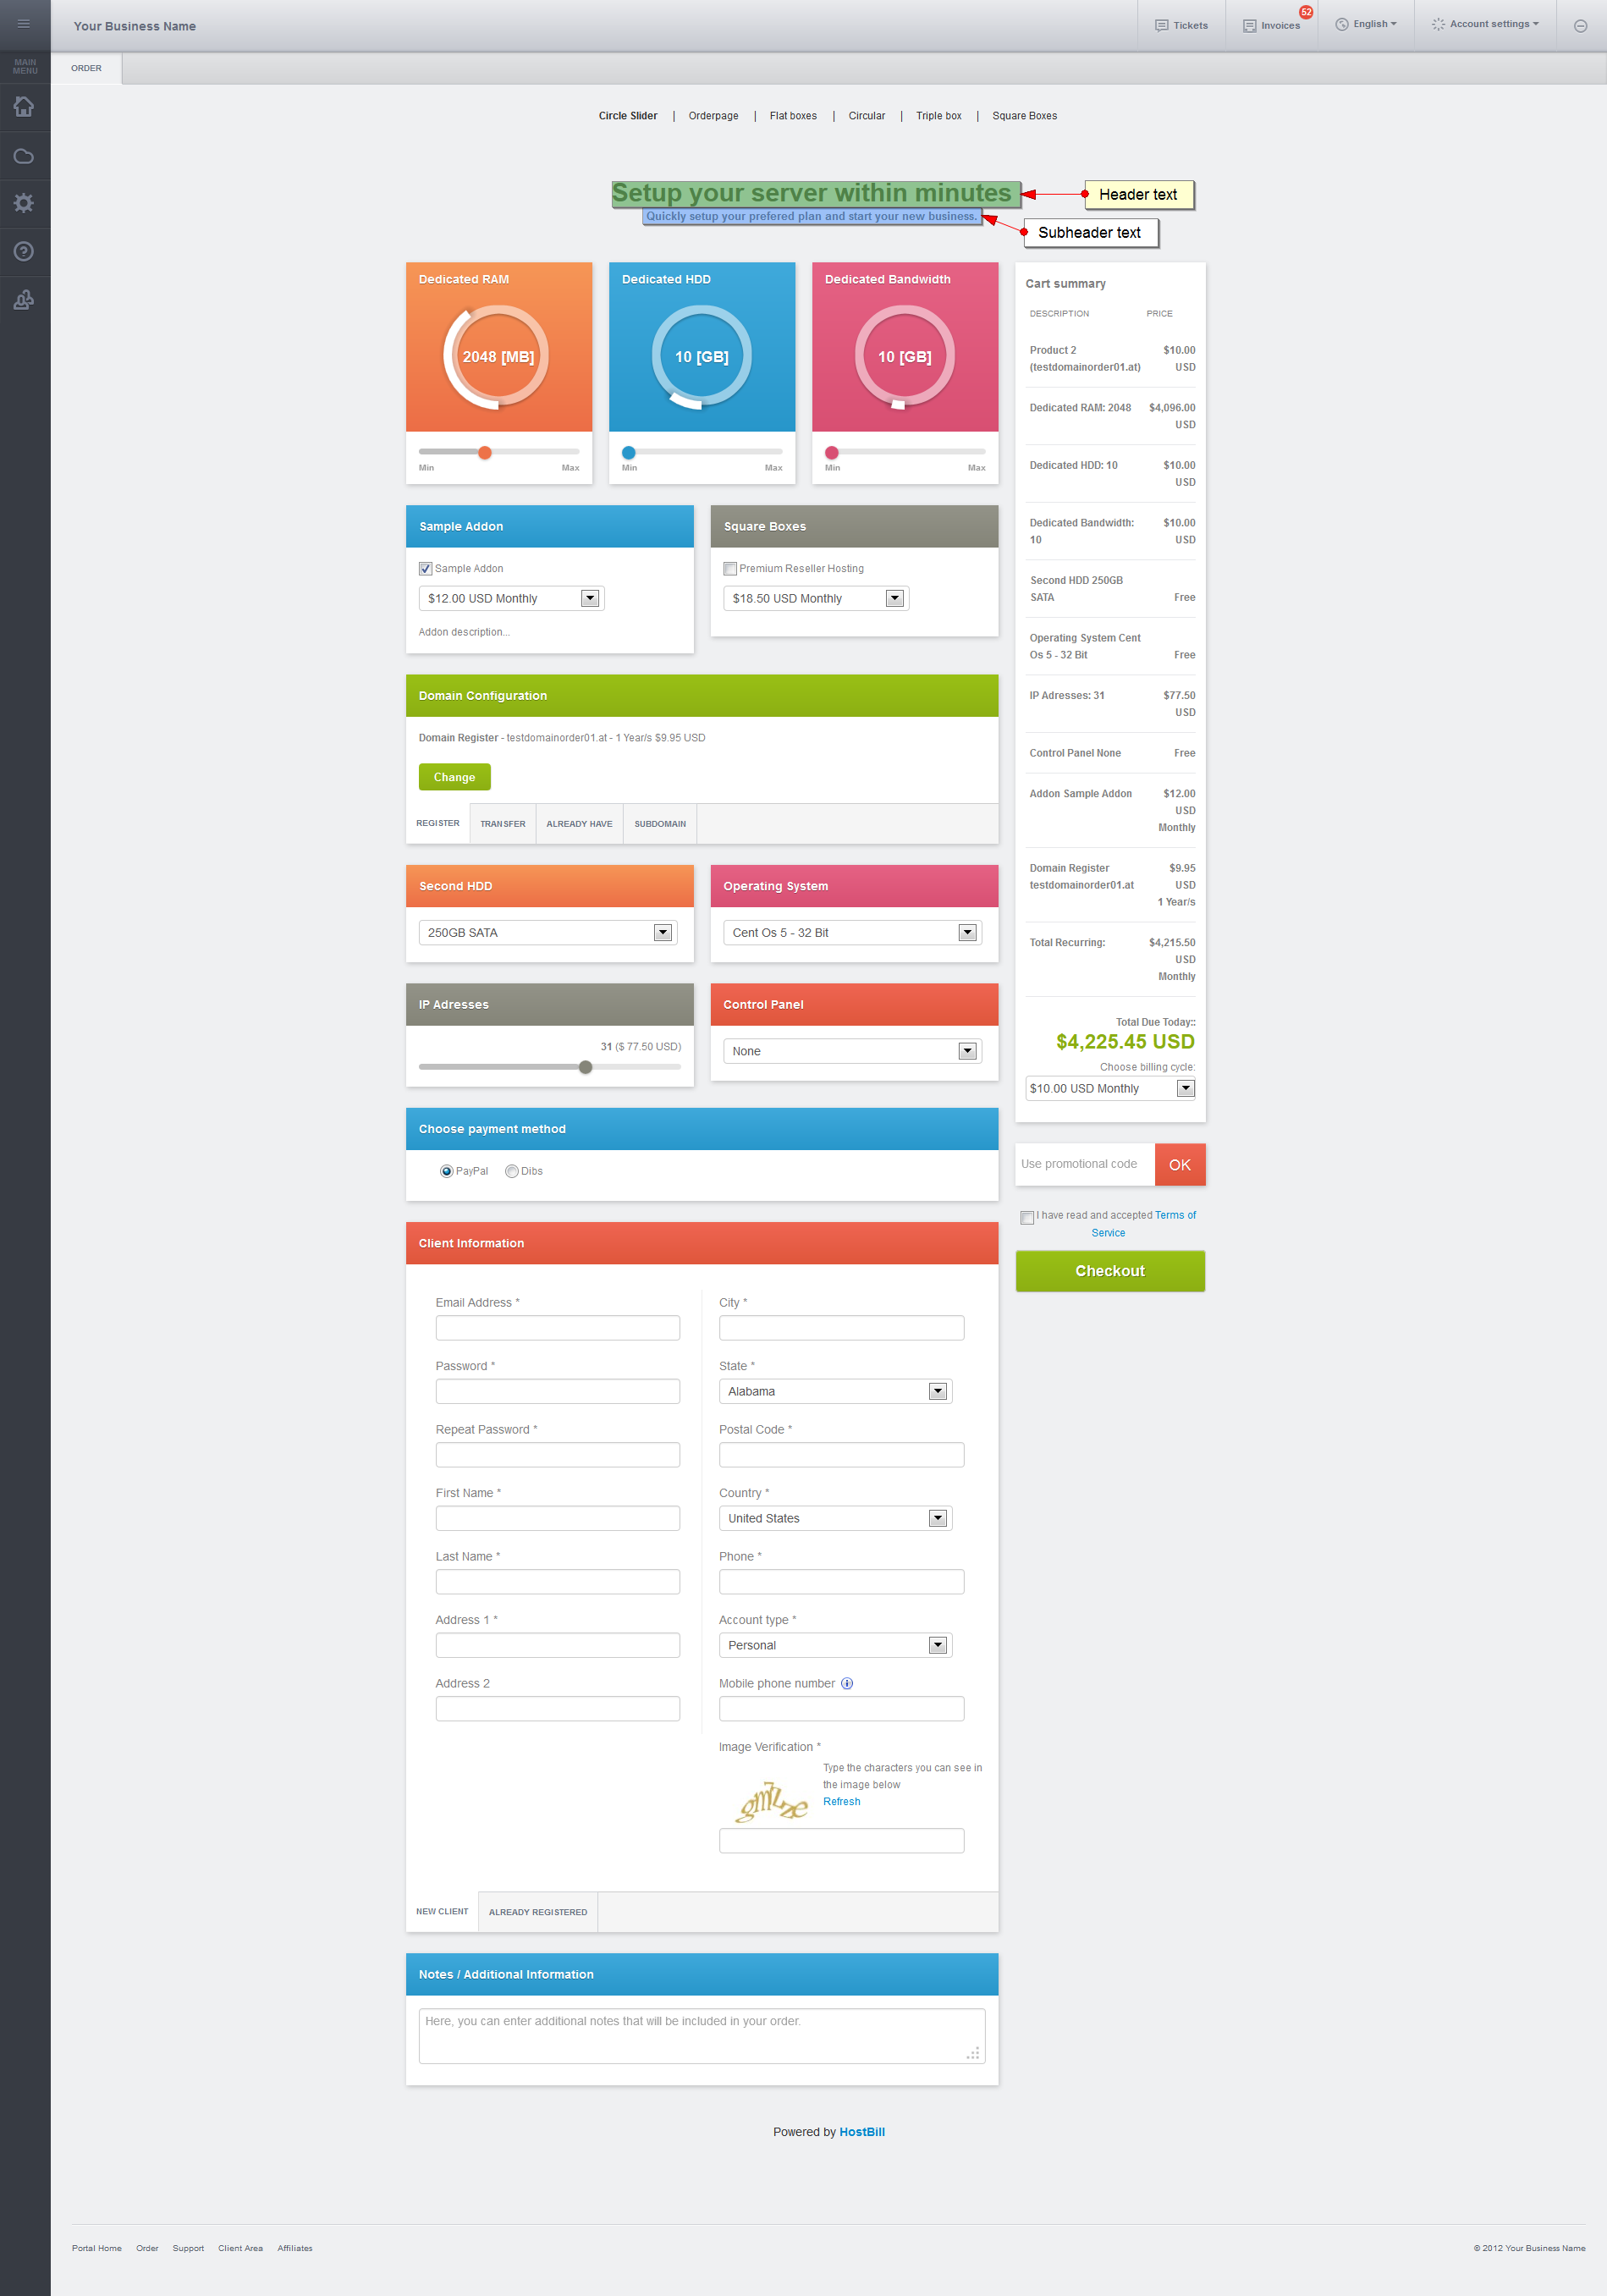 Your Business Name
Tickets
Invoices
52
English
Account settings
MAIN
MENU
ORDER
Circle Slider | Orderpage | Flat boxes | Circular | Triple box | Square Boxes
Setup your server within minutes
Header text
Quickly setup your prefered plan and start your new business.
Subheader text
Dedicated RAM
2048 [MB]
Min Max
Dedicated HDD
10 [GB]
Min Max
Dedicated Bandwidth
10 [GB]
Min Max
Sample Addon
Sample Addon
$12.00 USD Monthly
Addon description...
Square Boxes
Premium Reseller Hosting
$18.50 USD Monthly
Domain Configuration
Domain Register - testdomainorder01.at - 1 Year/s $9.95 USD
Change
REGISTER TRANSFER ALREADY HAVE SUBDOMAIN
Second HDD
250GB SATA
Operating System
Cent Os 5 - 32 Bit
IP Adresses
31 ($ 77.50 USD)
Control Panel
None
Choose payment method
PayPal Dibs
Client Information
Email Address *
Password *
Repeat Password *
First Name *
Last Name *
Address 1 *
Address 2
City *
State *
Alabama
Postal Code *
Country *
United States
Phone *
Account type *
Personal
Mobile phone number
Image Verification *
Type the characters you can see in
the image below
Refresh
NEW CLIENT ALREADY REGISTERED
Notes / Additional Information
Here, you can enter additional notes that will be included in your order.
Cart summary
DESCRIPTION PRICE
Product 2 $10.00
(testdomainorder01.at) USD
Dedicated RAM: 2048 $4,096.00
USD
Dedicated HDD: 10 $10.00
USD
Dedicated Bandwidth: $10.00
10 USD
Second HDD 250GB
SATA Free
Operating System Cent
Os 5 - 32 Bit Free
IP Adresses: 31 $77.50
USD
Control Panel None Free
Addon Sample Addon $12.00
USD
Monthly
Domain Register $9.95
testdomainorder01.at USD
1 Year/s
Total Recurring: $4,215.50
USD
Monthly
Total Due Today::
$4,225.45 USD
Choose billing cycle:
$10.00 USD Monthly
Use promotional code OK
I have read and accepted Terms of
Service
Checkout
Powered by HostBill
Portal Home Order Support Client Area Affiliates
© 2012 Your Business Name